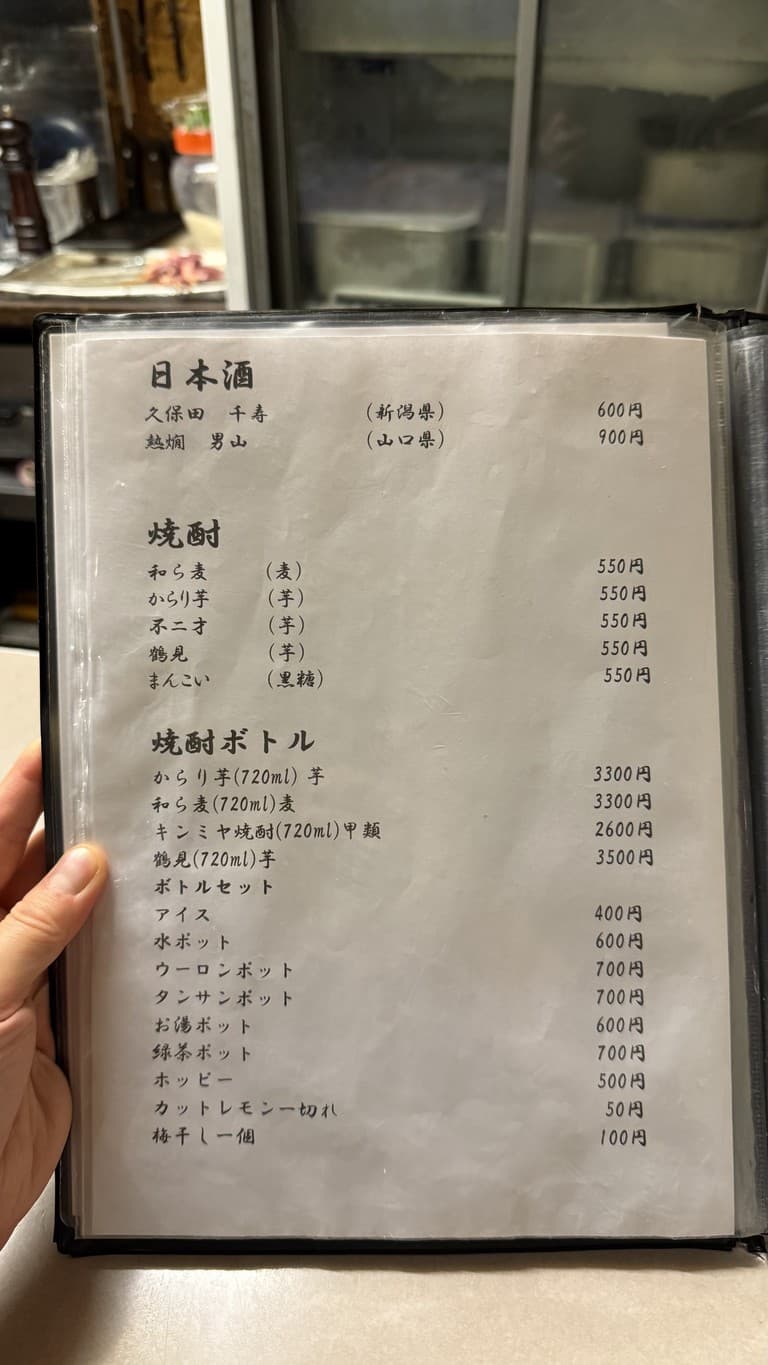 日本酒
久保田 千寿 (新潟県) 600円
熱燗 男山 (山口県) 900円
焼酎
和ら麦 (麦) 550円
からり芋 (芋) 550円
不二才 (芋) 550円
鶴見 (芋) 550円
まんこい (黒糖) 550円
焼酎ボトル
からり芋(720ml) 芋 3300円
和ら麦(720ml)麦 3300円
キンミヤ焼酎(720ml)甲類 2600円
鶴見(720ml)芋 3500円
ボトルセット
アイス 400円
水ポット 600円
ウーロンポット 700円
タンサンポット 700円
お湯ポット 600円
緑茶ポット 700円
ホッピー 500円
カットレモン一切れ 50円
梅干し一個 100円